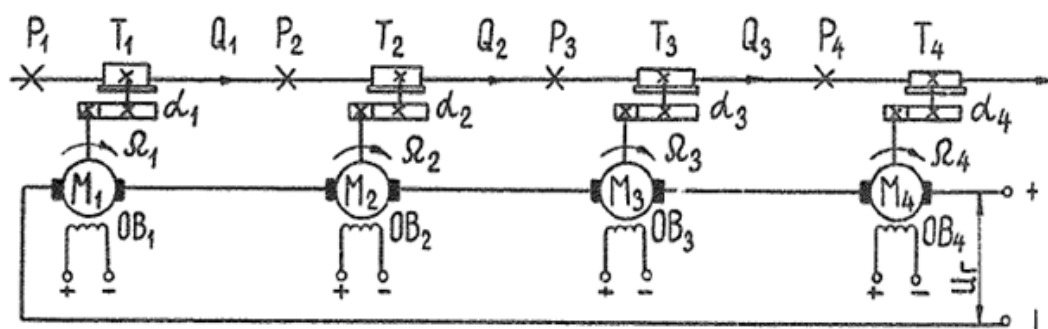 P₁ T₁ Q₁ P₂ T₂ Q₂ P₃ T₃ Q₃ P₄ T₄
α₁ α₂ α₃ α₄
Ω₁ Ω₂ Ω₃ Ω₄
M₁ M₂ M₃ M₄ +
ОВ₁ ОВ₂ ОВ₃ ОВ₄
+ - + - + - + -